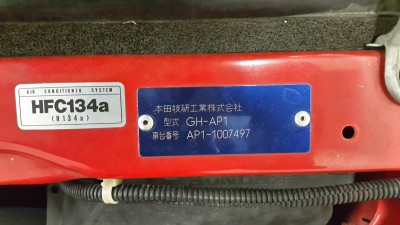 AIR CONDITIONER SYSTEM
HFC134a
(R134a)
本田技研工業株式会社
型式 GH-AP1
車台番号 AP1-1007497